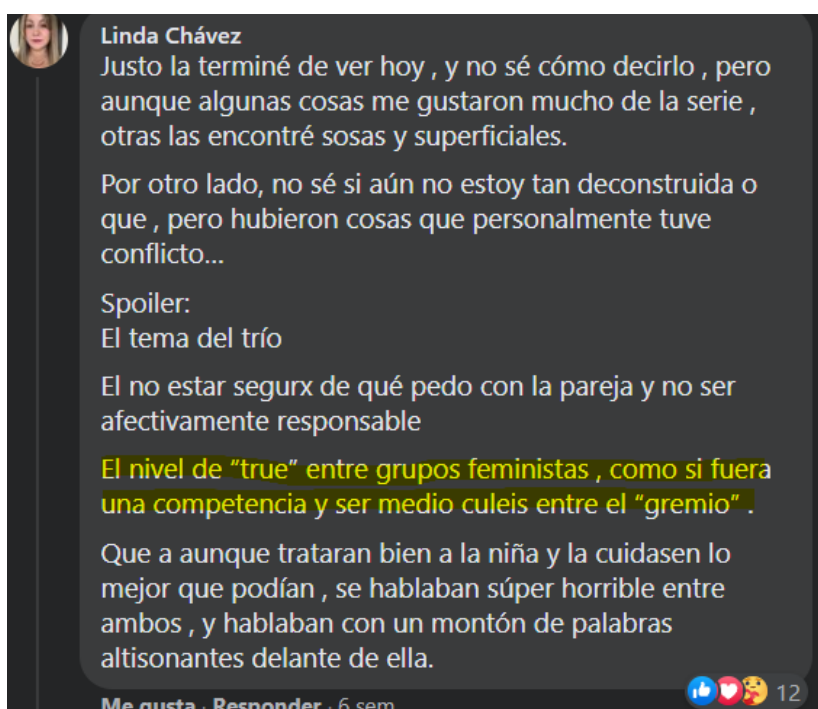 Linda Chávez
Justo la terminé de ver hoy , y no sé cómo decirlo , pero
aunque algunas cosas me gustaron mucho de la serie ,
otras las encontré sosas y superficiales.
Por otro lado, no sé si aún no estoy tan deconstruida o
que , pero hubieron cosas que personalmente tuve
conflicto...
Spoiler:
El tema del trío
El no estar segurx de qué pedo con la pareja y no ser
afectivamente responsable
El nivel de “true” entre grupos feministas , como si fuera
una competencia y ser medio culeis entre el “gremio” .
Que a aunque trataran bien a la niña y la cuidasen lo
mejor que podían , se hablaban súper horrible entre
ambos , y hablaban con un montón de palabras
altisonantes delante de ella.
12
Me gusta · Responder · 6 sem